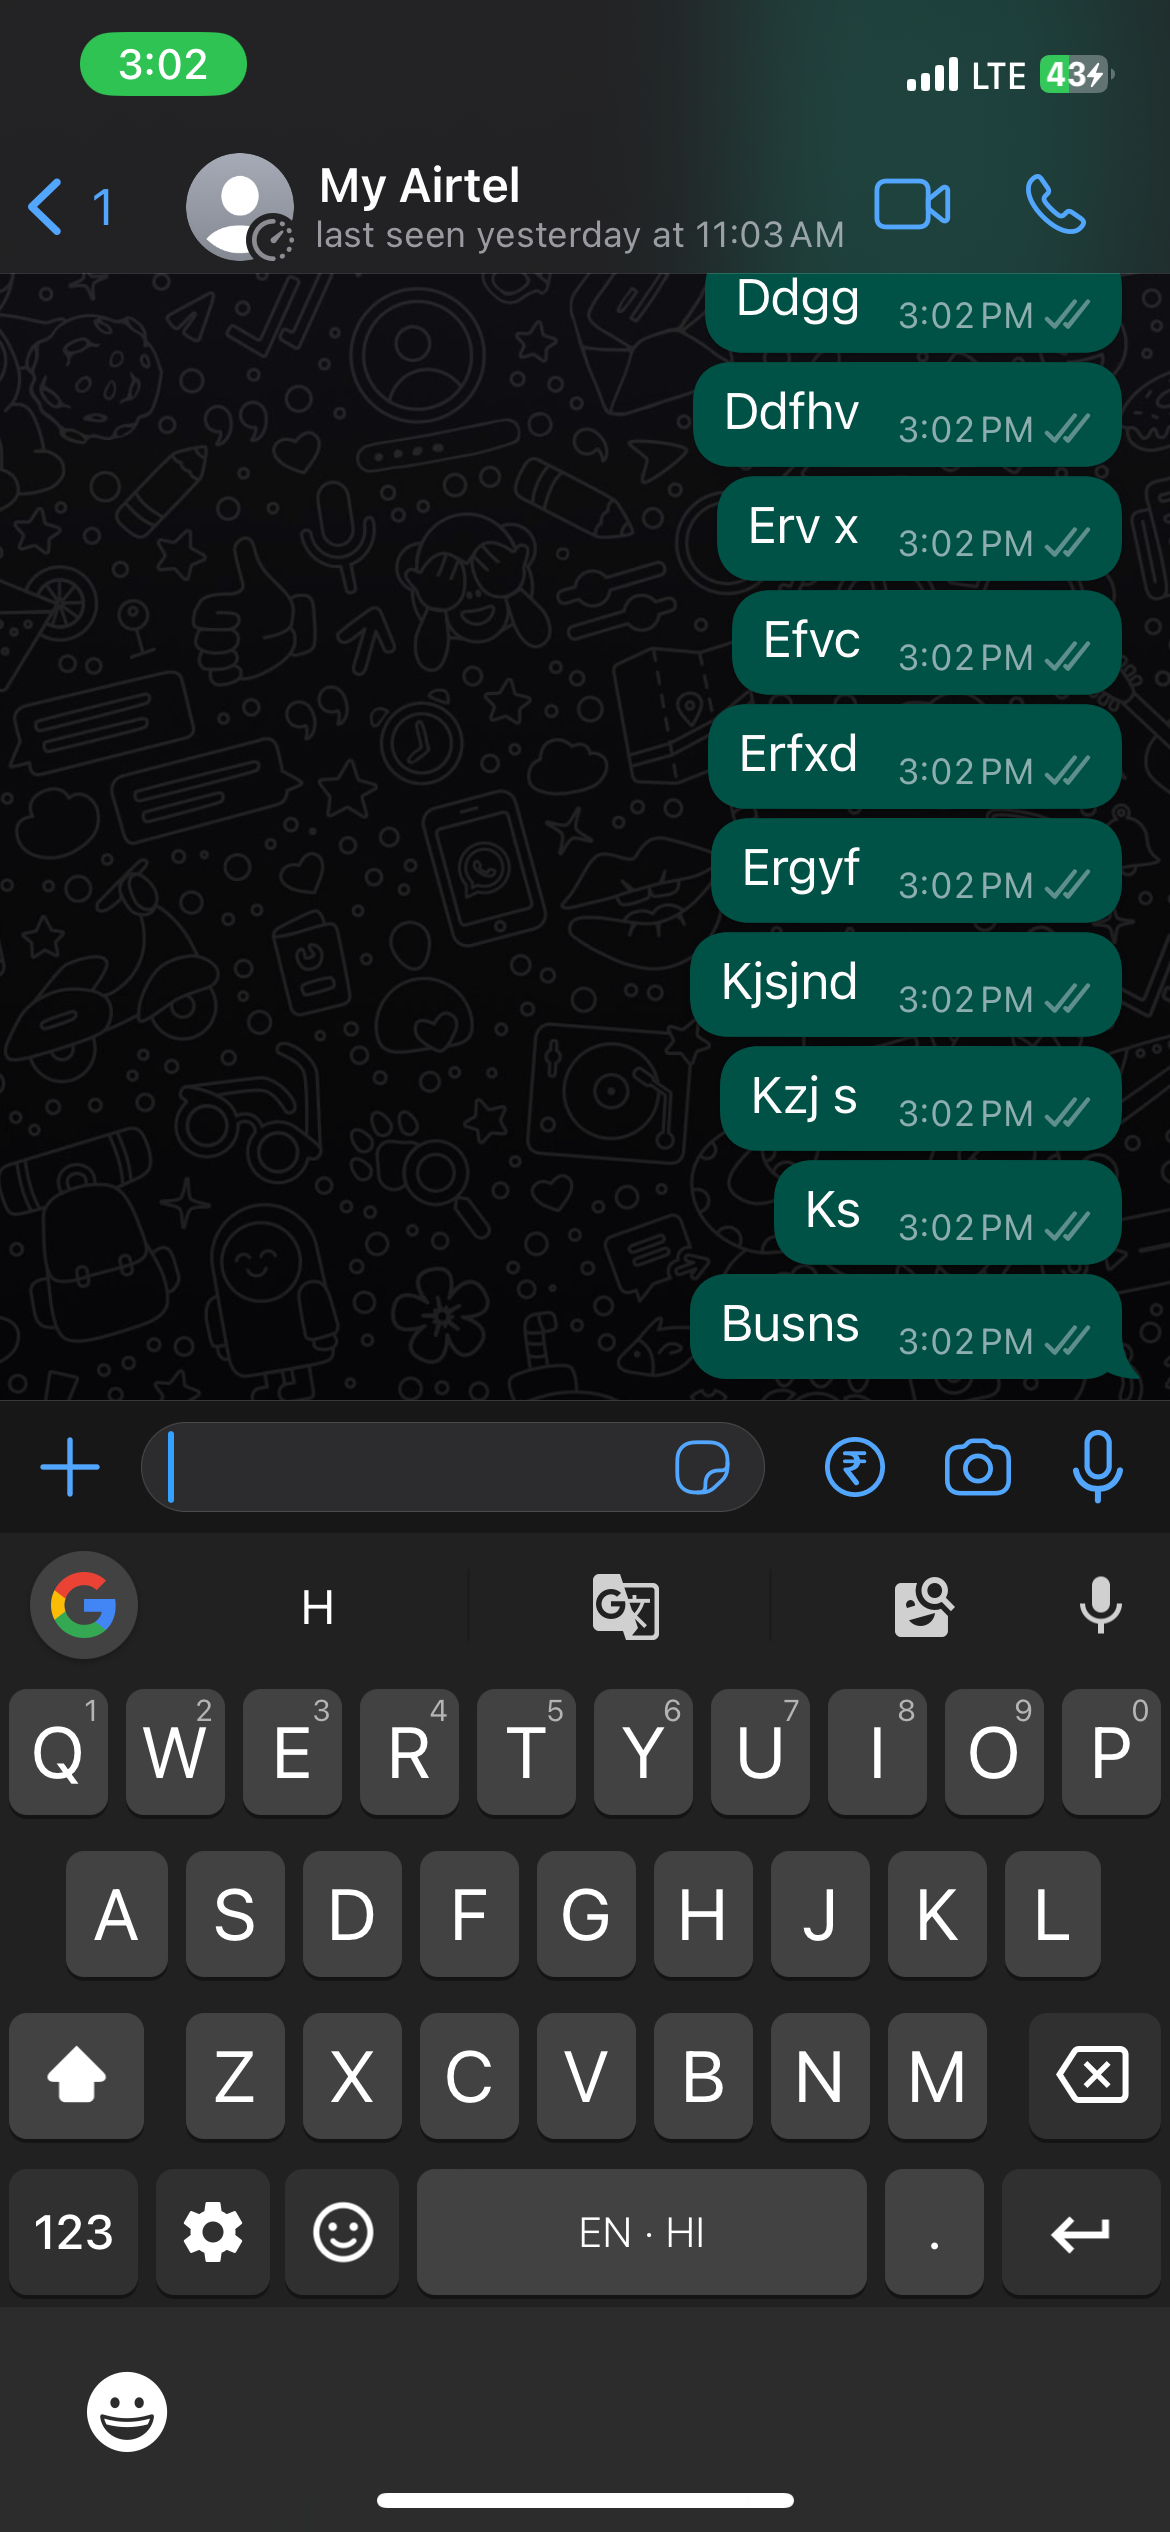 3:02
LTE 43
1
My Airtel
last seen yesterday at 11:03 AM
Ddgg 3:02 PM
Ddfhv 3:02 PM
Erv x 3:02 PM
Efvc 3:02 PM
Erfxd 3:02 PM
Ergyf 3:02 PM
Kjsjnd 3:02 PM
Kzj s 3:02 PM
Ks 3:02 PM
Busns 3:02 PM
₹
G H G文
1 2 3 4 5 6 7 8 9 0
Q W E R T Y U I O P
A S D F G H J K L
Z X C V B N M
123 EN · HI .